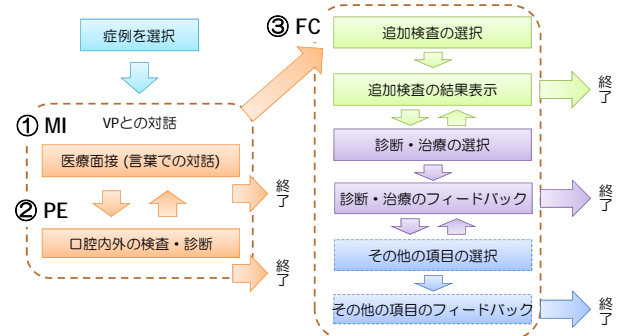 症例を選択
① MI
VPとの対話
医療面接 (言葉での対話)
終了
② PE
口腔内外の検査・診断
終了
③ FC
追加検査の選択
追加検査の結果表示
終了
診断・治療の選択
診断・治療のフィードバック
終了
その他の項目の選択
その他の項目のフィードバック
終了